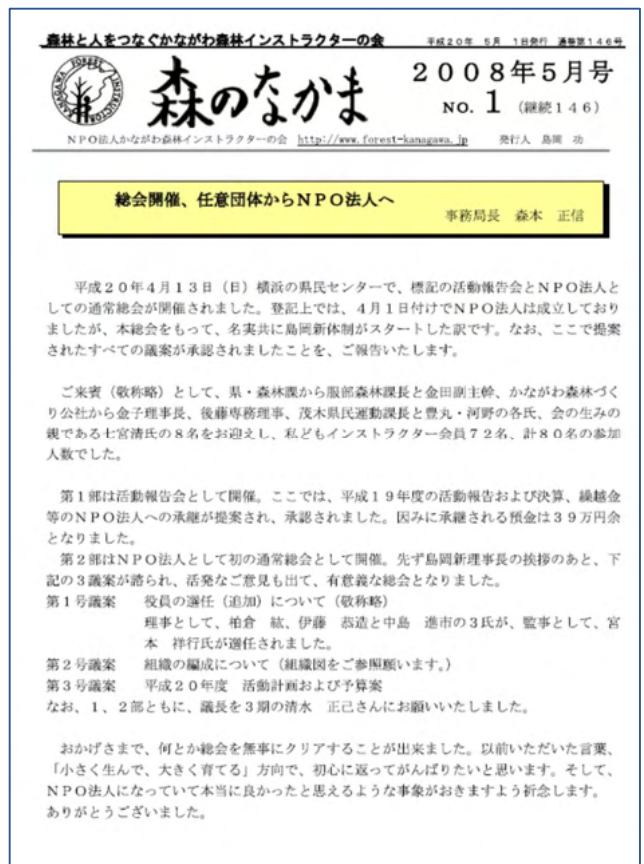 森林と人をつなぐかながわ森林インストラクターの会　平成20年 5月 1日発行 通巻第146号
KANAGAWA FOREST INSTRUCTORS
森のなかま
2008年5月号
NO. 1 (継続146)
NPO法人かながわ森林インストラクターの会 http://www.forest-kanagawa.jp 発行人 島岡 功
総会開催、任意団体からNPO法人へ
事務局長 森本 正信
平成20年4月13日(日)横浜の県民センターで、標記の活動報告会とNPO法人と
しての通常総会が開催されました。登記上では、4月1日付けでNPO法人は成立しており
ましたが、本総会をもって、名実共に島岡新体制がスタートした訳です。なお、ここで提案
されたすべての議案が承認されましたことを、ご報告いたします。
ご来賓(敬称略)として、県・森林課から服部森林課長と金田副主幹、かながわ森林づく
り公社から金子理事長、後藤専務理事、茂木県民運動課長と豊丸・河野の各氏、会の生みの
親である七宮清氏の8名をお迎えし、私どもインストラクター会員72名、計80名の参加
人数でした。
第1部は活動報告会として開催。ここでは、平成19年度の活動報告および決算、繰越金
等のNPO法人への承継が提案され、承認されました。因みに承継される預金は39万円余
となりました。
第2部はNPO法人として初の通常総会として開催。先ず島岡新理事長の挨拶のあと、下
記の3議案が諮られ、活発なご意見も出て、有意義な総会となりました。
第1号議案 役員の選任(追加)について(敬称略)
理事として、柏倉 紘、伊藤 恭造と中島 進市の3氏が、監事として、宮
本 祥行氏が選任されました。
第2号議案 組織の編成について(組織図をご参照願います。)
第3号議案 平成20年度 活動計画および予算案
なお、1、2部ともに、議長を3期の清水 正己さんにお願いいたしました。
おかげさまで、何とか総会を無事にクリアすることが出来ました。以前いただいた言葉、
「小さく生んで、大きく育てる」方向で、初心に返ってがんばりたいと思います。そして、
NPO法人になっていて本当に良かったと思えるような事象がおきますよう祈念します。
ありがとうございました。